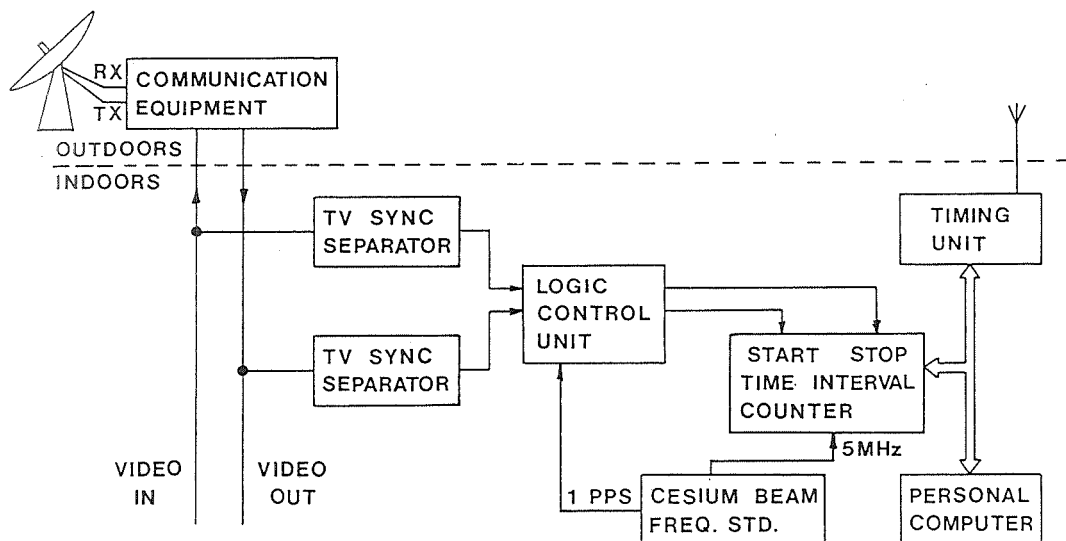 RX
TX
COMMUNICATION
EQUIPMENT
OUTDOORS
INDOORS
TV SYNC
SEPARATOR
TIMING
UNIT
LOGIC
CONTROL
UNIT
TV SYNC
SEPARATOR
START STOP
TIME INTERVAL
COUNTER
5MHz
VIDEO
IN
VIDEO
OUT
1 PPS
CESIUM BEAM
FREQ. STD.
PERSONAL
COMPUTER